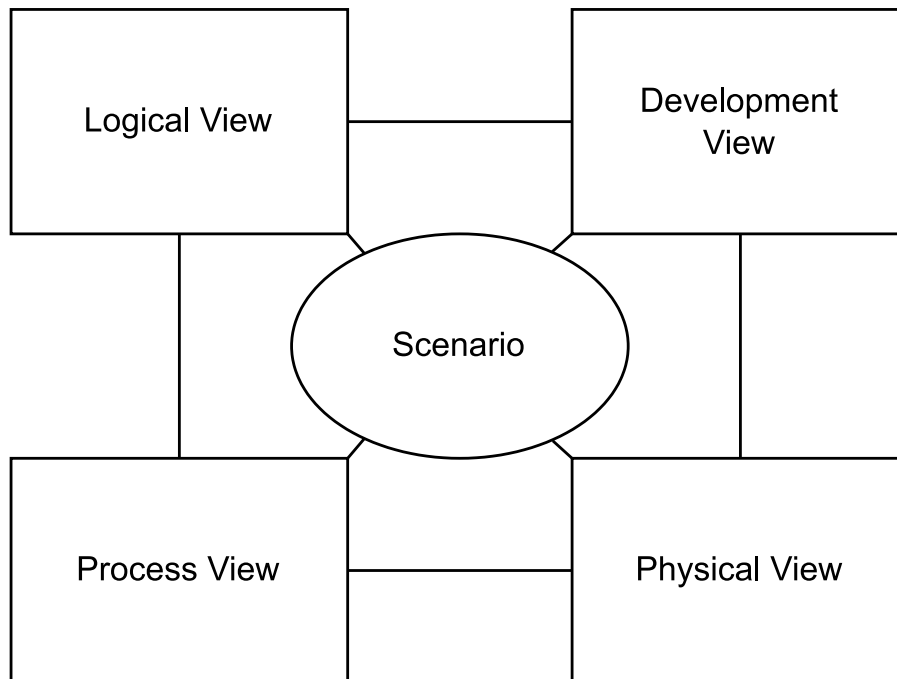 Logical View
Development
View
Scenario
Process View
Physical View